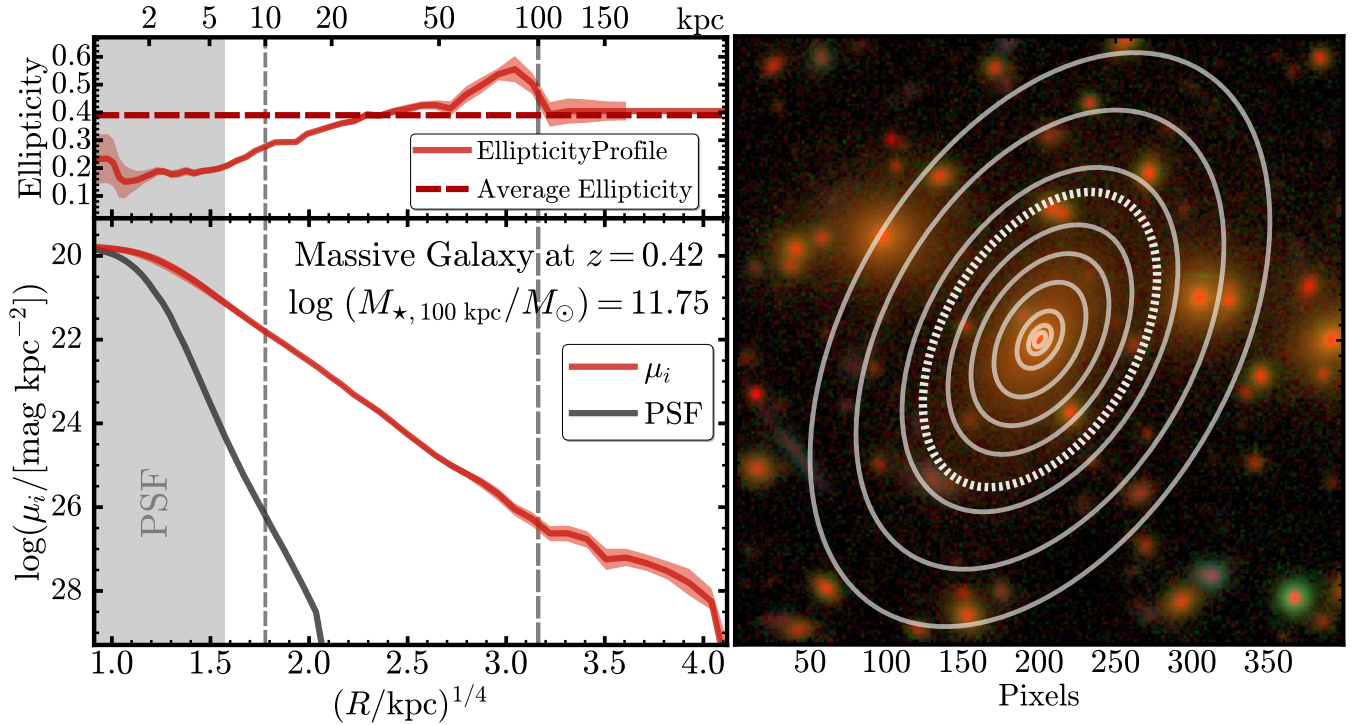 2 5 10 20 50 100 150 kpc
0.6
0.5
0.4
0.3
0.2
0.1
Ellipticity
EllipticityProfile
Average Ellipticity
Massive Galaxy at z = 0.42
log (M⋆, 100 kpc/M⊙) = 11.75
μi
PSF
PSF
20
22
24
26
28
log(μi/[mag kpc−2])
1.0 1.5 2.0 2.5 3.0 3.5 4.0
(R/kpc)1/4
50 100 150 200 250 300 350
Pixels